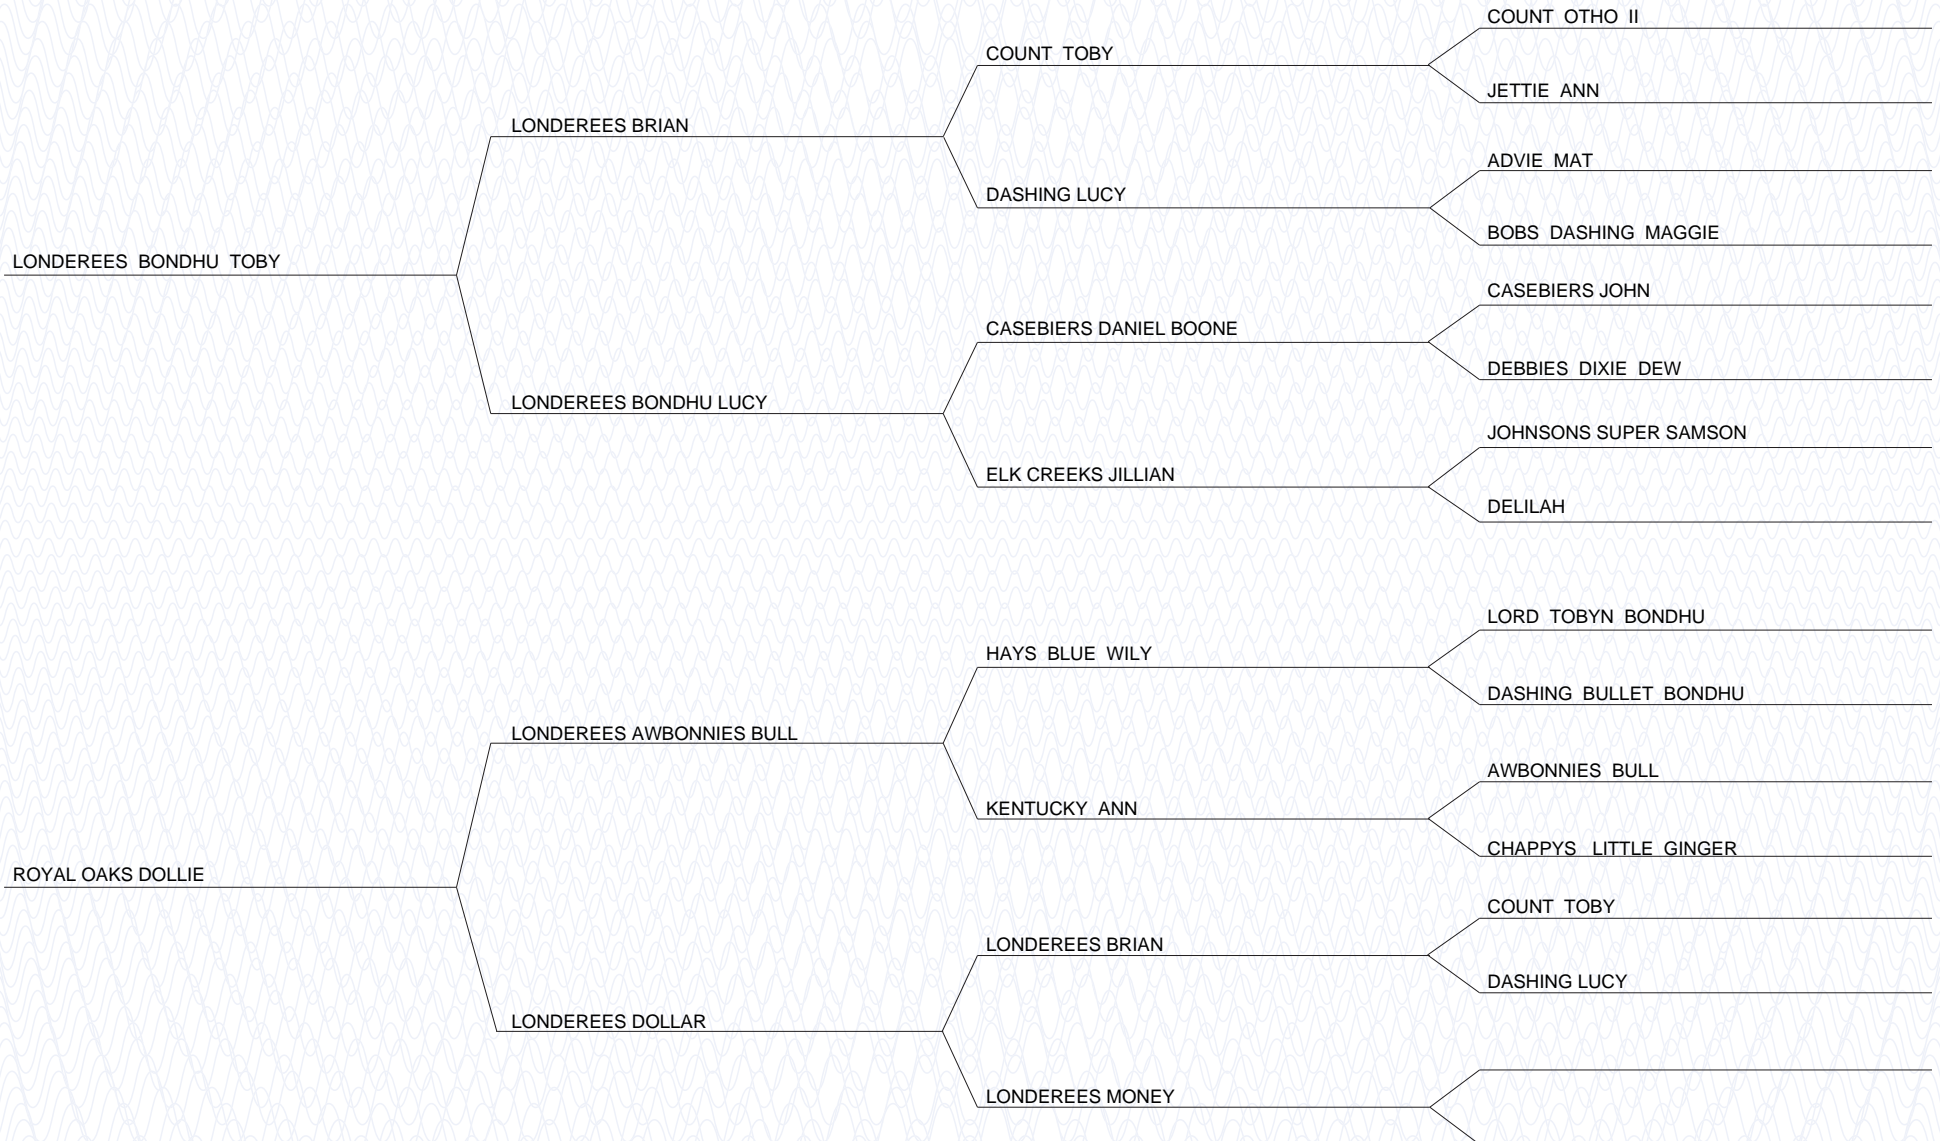 COUNT OTHO II
COUNT TOBY
JETTIE ANN
LONDEREES BRIAN
ADVIE MAT
DASHING LUCY
BOBS DASHING MAGGIE
LONDEREES BONDHU TOBY
CASEBIERS JOHN
CASEBIERS DANIEL BOONE
DEBBIES DIXIE DEW
LONDEREES BONDHU LUCY
JOHNSONS SUPER SAMSON
ELK CREEKS JILLIAN
DELILAH
LORD TOBYN BONDHU
HAYS BLUE WILY
DASHING BULLET BONDHU
LONDEREES AWBONNIES BULL
AWBONNIES BULL
KENTUCKY ANN
CHAPPYS LITTLE GINGER
ROYAL OAKS DOLLIE
COUNT TOBY
LONDEREES BRIAN
DASHING LUCY
LONDEREES DOLLAR
LONDEREES MONEY